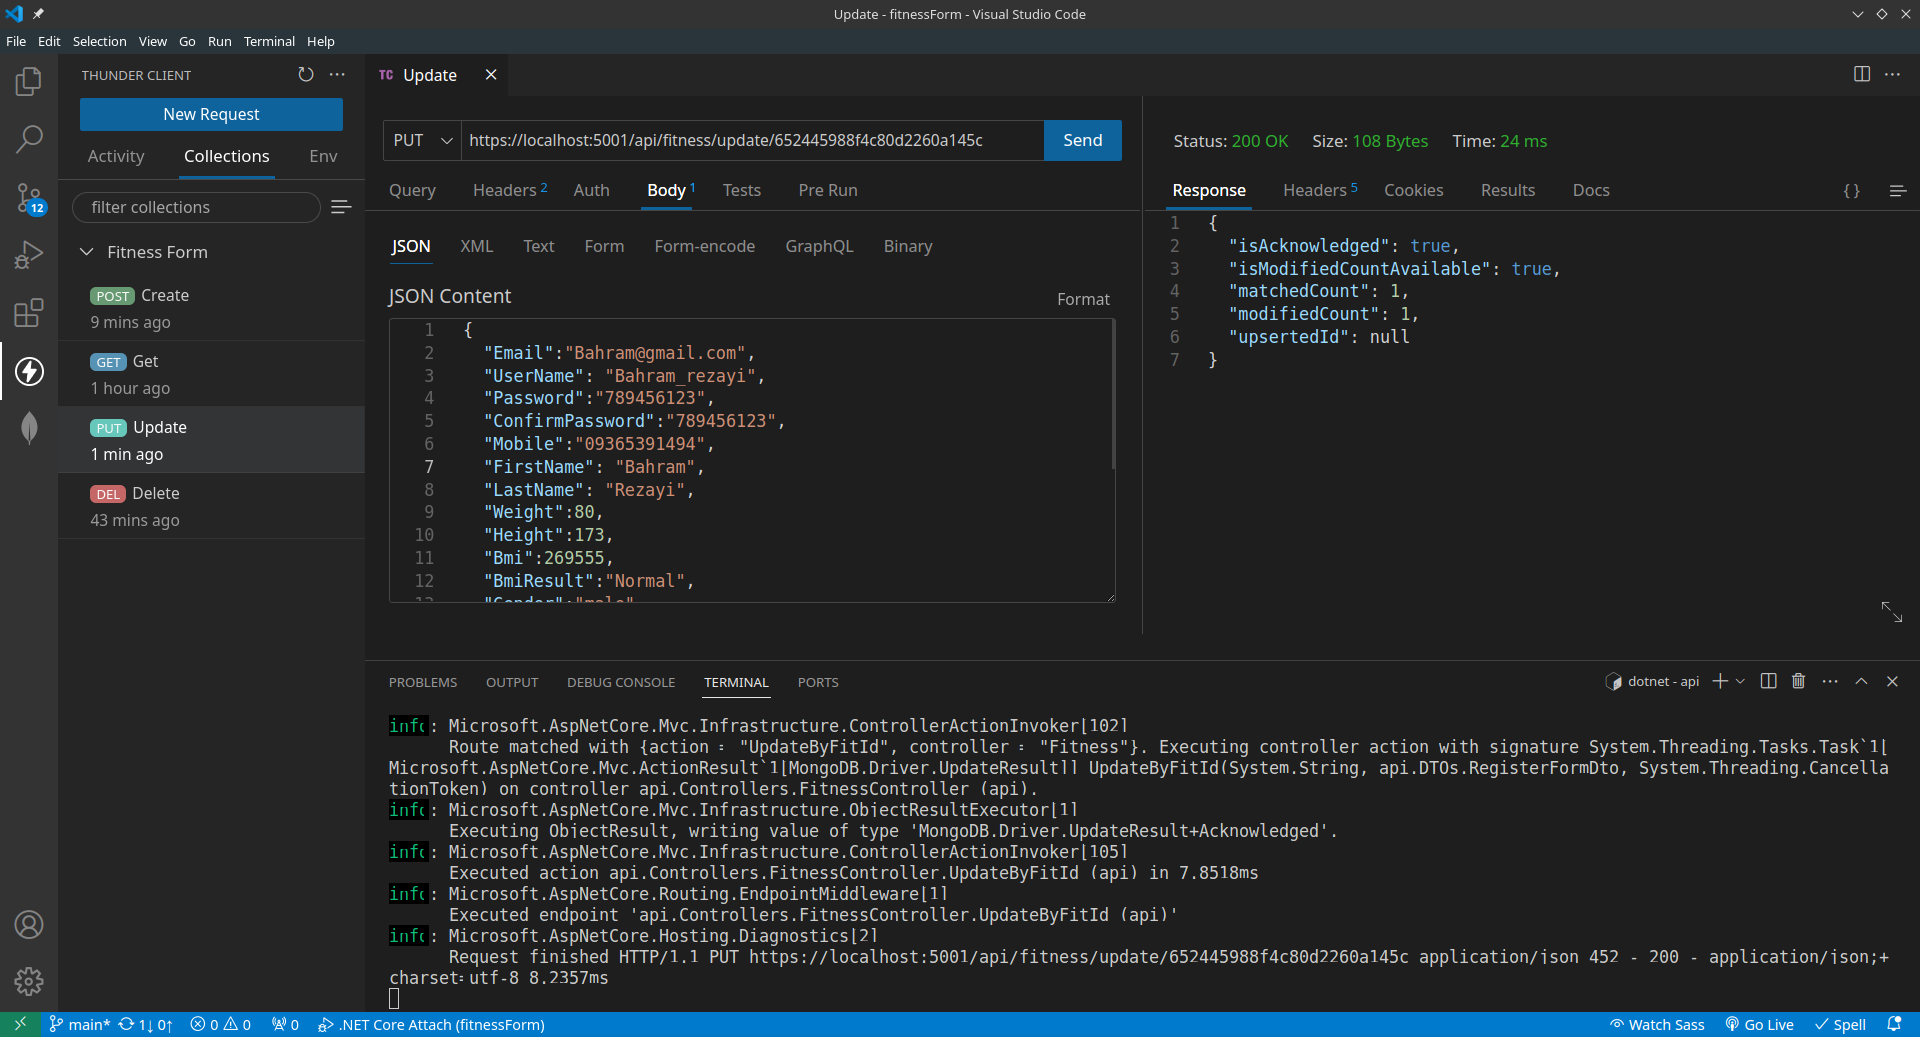 Update - fitnessForm - Visual Studio Code
File Edit Selection View Go Run Terminal Help
THUNDER CLIENT
New Request
Activity Collections Env
filter collections
Fitness Form
POST Create
9 mins ago
GET Get
1 hour ago
PUT Update
1 min ago
DEL Delete
43 mins ago
12
TC Update
PUT https://localhost:5001/api/fitness/update/652445988f4c80d2260a145c Send
Query Headers 2 Auth Body 1 Tests Pre Run
JSON XML Text Form Form-encode GraphQL Binary
JSON Content Format
1 {
2 "Email":"Bahram@gmail.com",
3 "UserName": "Bahram_rezayi",
4 "Password":"789456123",
5 "ConfirmPassword":"789456123",
6 "Mobile":"09365391494",
7 "FirstName": "Bahram",
8 "LastName": "Rezayi",
9 "Weight":80,
10 "Height":173,
11 "Bmi":269555,
12 "BmiResult":"Normal",
13 "Gender":"male"
Status: 200 OK Size: 108 Bytes Time: 24 ms
Response Headers 5 Cookies Results Docs { }
1 {
2 "isAcknowledged": true,
3 "isModifiedCountAvailable": true,
4 "matchedCount": 1,
5 "modifiedCount": 1,
6 "upsertedId": null
7 }
PROBLEMS OUTPUT DEBUG CONSOLE TERMINAL PORTS dotnet - api
info: Microsoft.AspNetCore.Mvc.Infrastructure.ControllerActionInvoker[102]
Route matched with {action = "UpdateByFitId", controller = "Fitness"}. Executing controller action with signature System.Threading.Tasks.Task`1[
Microsoft.AspNetCore.Mvc.ActionResult`1[MongoDB.Driver.UpdateResult]] UpdateByFitId(System.String, api.DTOs.RegisterFormDto, System.Threading.Cancella
tionToken) on controller api.Controllers.FitnessController (api).
info: Microsoft.AspNetCore.Mvc.Infrastructure.ObjectResultExecutor[1]
Executing ObjectResult, writing value of type 'MongoDB.Driver.UpdateResult+Acknowledged'.
info: Microsoft.AspNetCore.Mvc.Infrastructure.ControllerActionInvoker[105]
Executed action api.Controllers.FitnessController.UpdateByFitId (api) in 7.8518ms
info: Microsoft.AspNetCore.Routing.EndpointMiddleware[1]
Executed endpoint 'api.Controllers.FitnessController.UpdateByFitId (api)'
info: Microsoft.AspNetCore.Hosting.Diagnostics[2]
Request finished HTTP/1.1 PUT https://localhost:5001/api/fitness/update/652445988f4c80d2260a145c application/json 452 - 200 - application/json;+
charset=utf-8 8.2357ms
main* 1↓ 0↑ 0 0 0 .NET Core Attach (fitnessForm) Watch Sass Go Live Spell